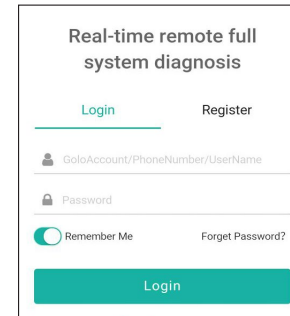 Real-time remote full
system diagnosis
Login Register
GoloAccount/PhoneNumber/UserName
Password
Remember Me Forget Password?
Login